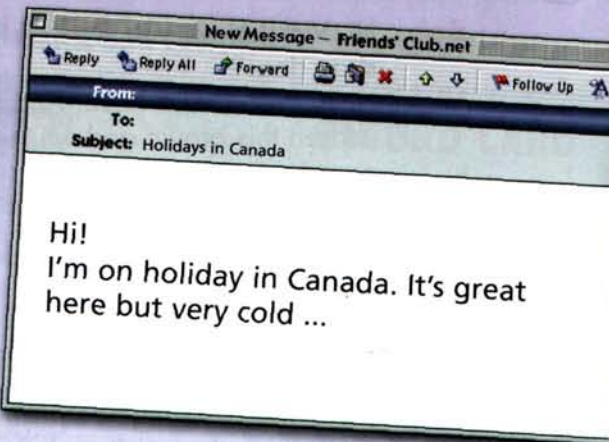 New Message – Friends' Club.net
Reply Reply All Forward Follow Up A
From:
To:
Subject: Holidays in Canada
Hi!
I'm on holiday in Canada. It's great
here but very cold ...